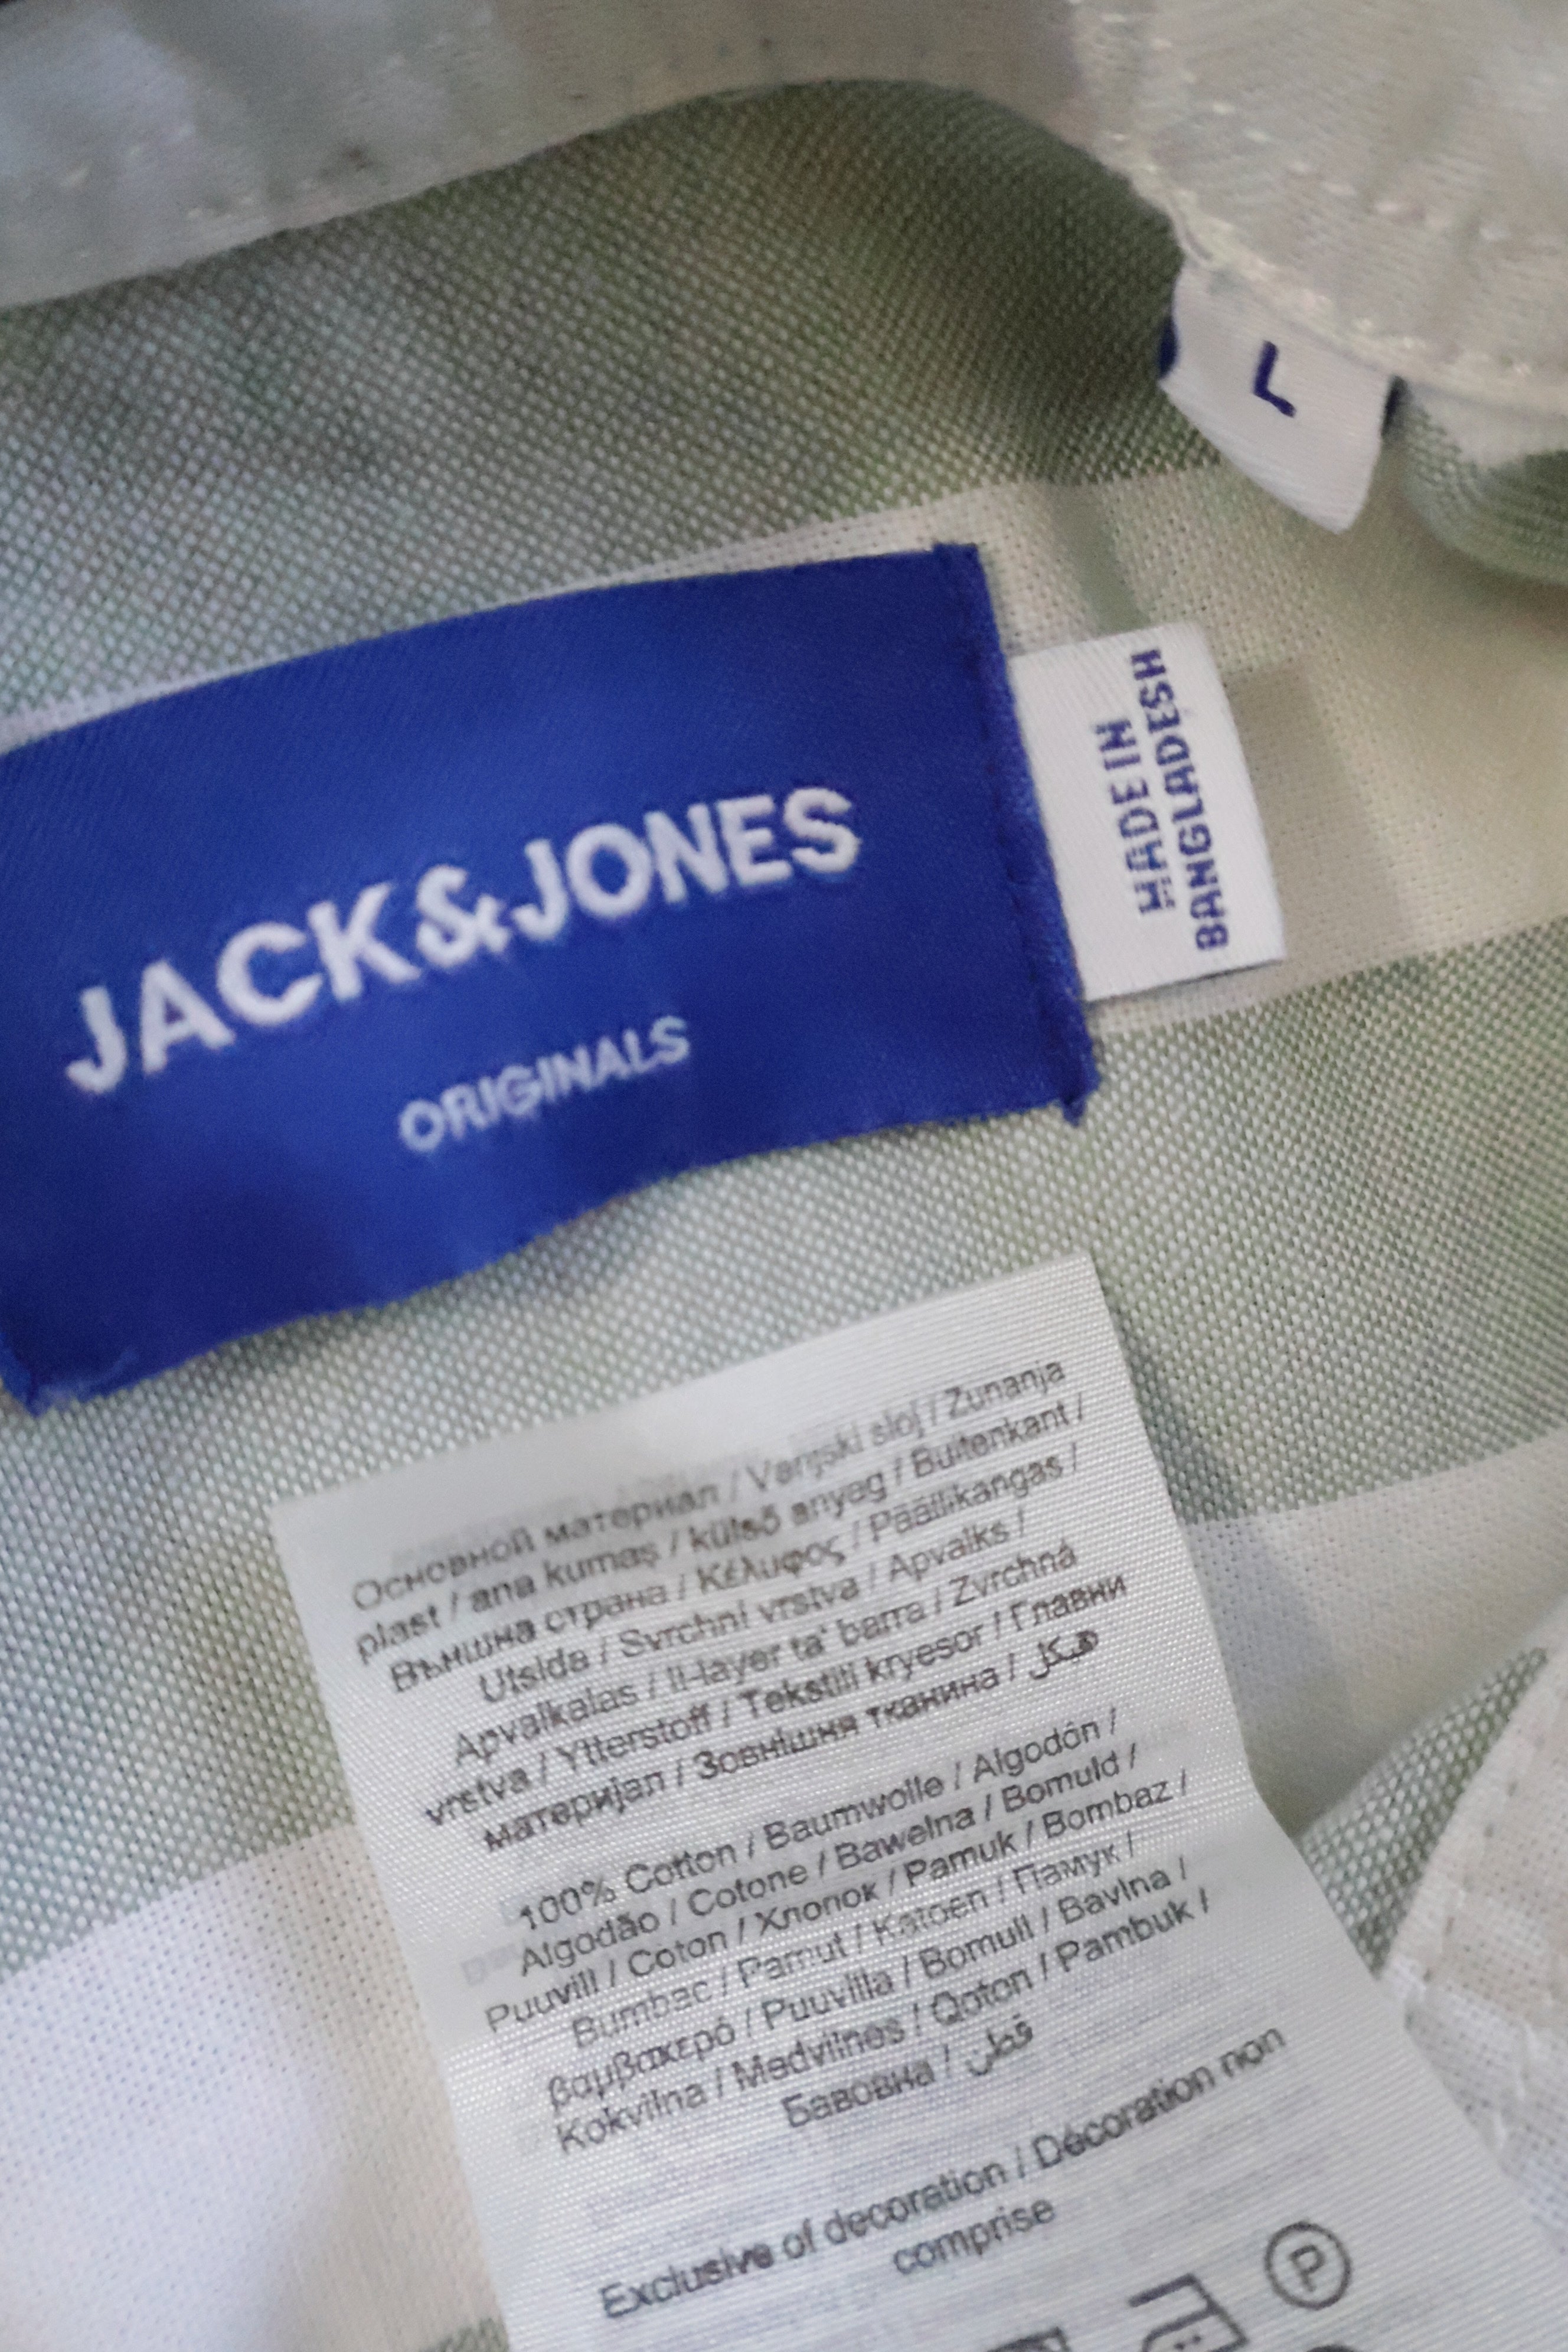 L
JACK&JONES
ORIGINALS
MADE IN
BANGLADESH
Основной материал / Vanjski sloj / Zunanja
plast / ana kumaş / külső anyag / Buitenkant /
Външна страна / Κέλυφος / Päällikangas /
Utsida / Svrchní vrstva / Apvalks /
Apvalkalas / Il-layer ta' barra / Zvrchná
vrstva / Ytterstoff / Tekstili kryesor / Главни
материјал / Зовнішня тканина / هيكل
100% Cotton / Baumwolle / Algodón /
Algodão / Cotone / Bawełna / Bomuld /
Puuvill / Coton / Хлопок / Pamuk / Bombaz /
Bumbac / Pamut / Katoen / Памук /
βαμβακερό / Puuvilla / Bomull / Bavlna /
Kokvilna / Medvilnės / Qoton / Pambuk /
Бавовна / قطن
Exclusive of decoration / Décoration non
comprise
P